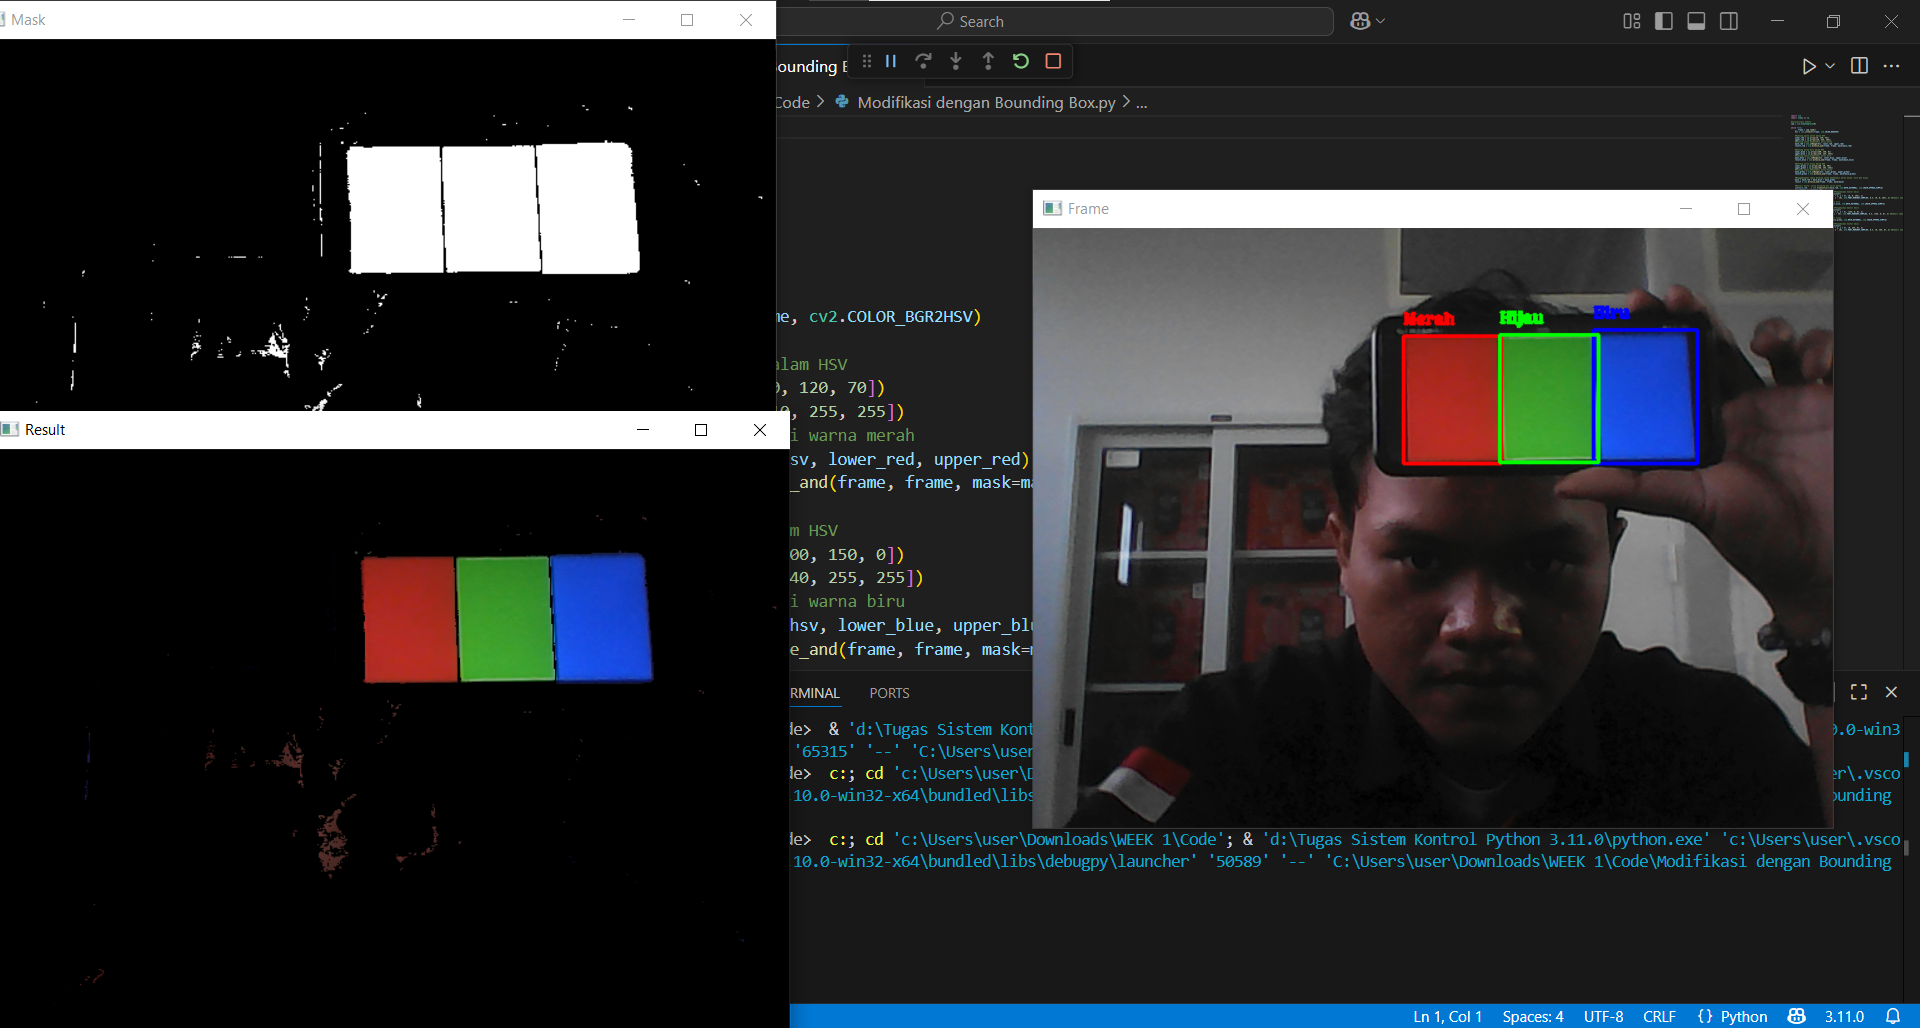 Mask
Search
ounding
Code > Modifikasi dengan Bounding Box.py > ...
Frame
Merah
Hijau
Biru
e, cv2.COLOR_BGR2HSV)
alam HSV
, 120, 70])
, 255, 255])
i warna merah
sv, lower_red, upper_red)
_and(frame, frame, mask=m
m HSV
00, 150, 0])
40, 255, 255])
i warna biru
hsv, lower_blue, upper_bl
e_and(frame, frame, mask=
Result
RMINAL
PORTS
de> & 'd:\Tugas Sistem Kont
0.0-win3
'65315' '--' 'C:\Users\user
de> c:; cd 'c:\Users\user\D
er\.vsco
10.0-win32-x64\bundled\libs
ounding
de> c:; cd 'c:\Users\user\Downloads\WEEK 1\Code'; & 'd:\Tugas Sistem Kontrol Python 3.11.0\python.exe' 'c:\Users\user\.vsco
10.0-win32-x64\bundled\libs\debugpy\launcher' '50589' '--' 'C:\Users\user\Downloads\WEEK 1\Code\Modifikasi dengan Bounding
Ln 1, Col 1
Spaces: 4
UTF-8
CRLF
{} Python
3.11.0